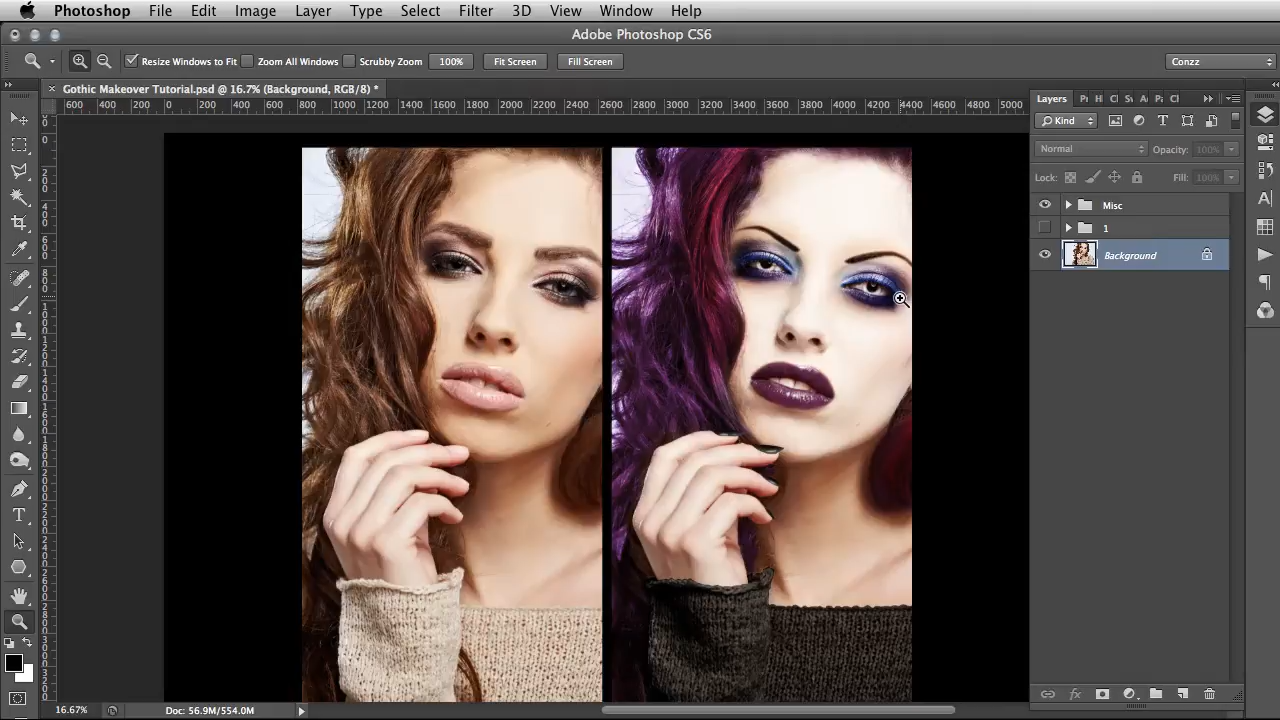 Photoshop File Edit Image Layer Type Select Filter 3D View Window Help
Adobe Photoshop CS6
Resize Windows to Fit Zoom All Windows Scrubby Zoom 100% Fit Screen Fill Screen Conzz
Gothic Makeover Tutorial.psd @ 16.7% (Background, RGB/8) *
600 400 200 0 200 400 600 800 1000 1200 1400 1600 1800 2000 2200 2400 2600 2800 3000 3200 3400 3600 3800 4000 4200 4400 4600 4800 5000
Layers
Kind
Normal Opacity: 100%
Lock: Fill: 100%
Misc
1
Background
16.67% Doc: 56.9M/554.0M